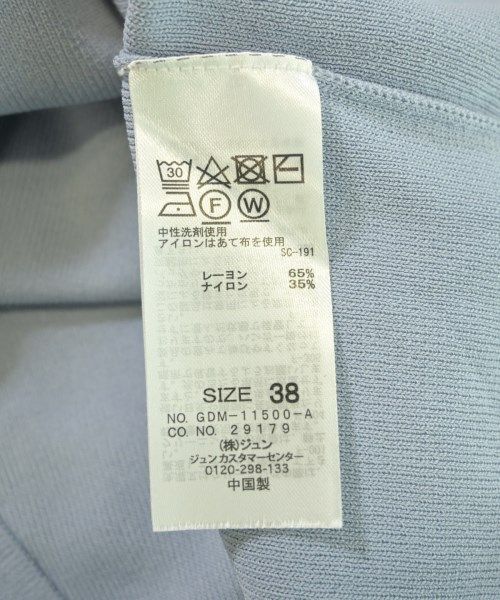 30
F W
中性洗剤使用
アイロンはあて布を使用
SC-191
レーヨン 65%
ナイロン 35%
SIZE 38
NO. GDM-11500-A
CO. NO. 29179
(株)ジュン
ジュンカスタマーセンター
0120-298-133
中国製